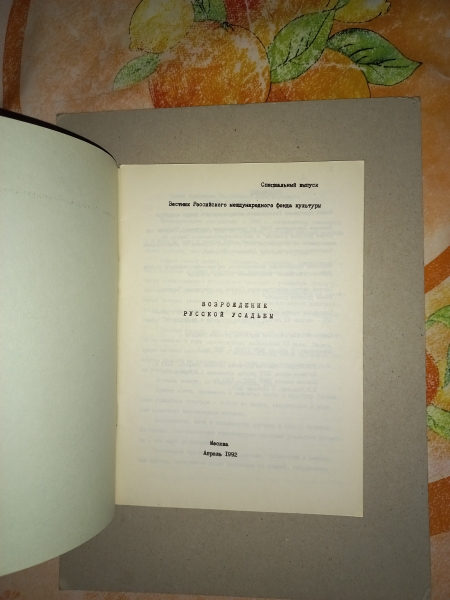 Специальный выпуск
Вестник Российского международного фонда культуры
ВОЗРОЖДЕНИЕ
РУССКОЙ УСАДЬБЫ
Москва
Апрель 1992